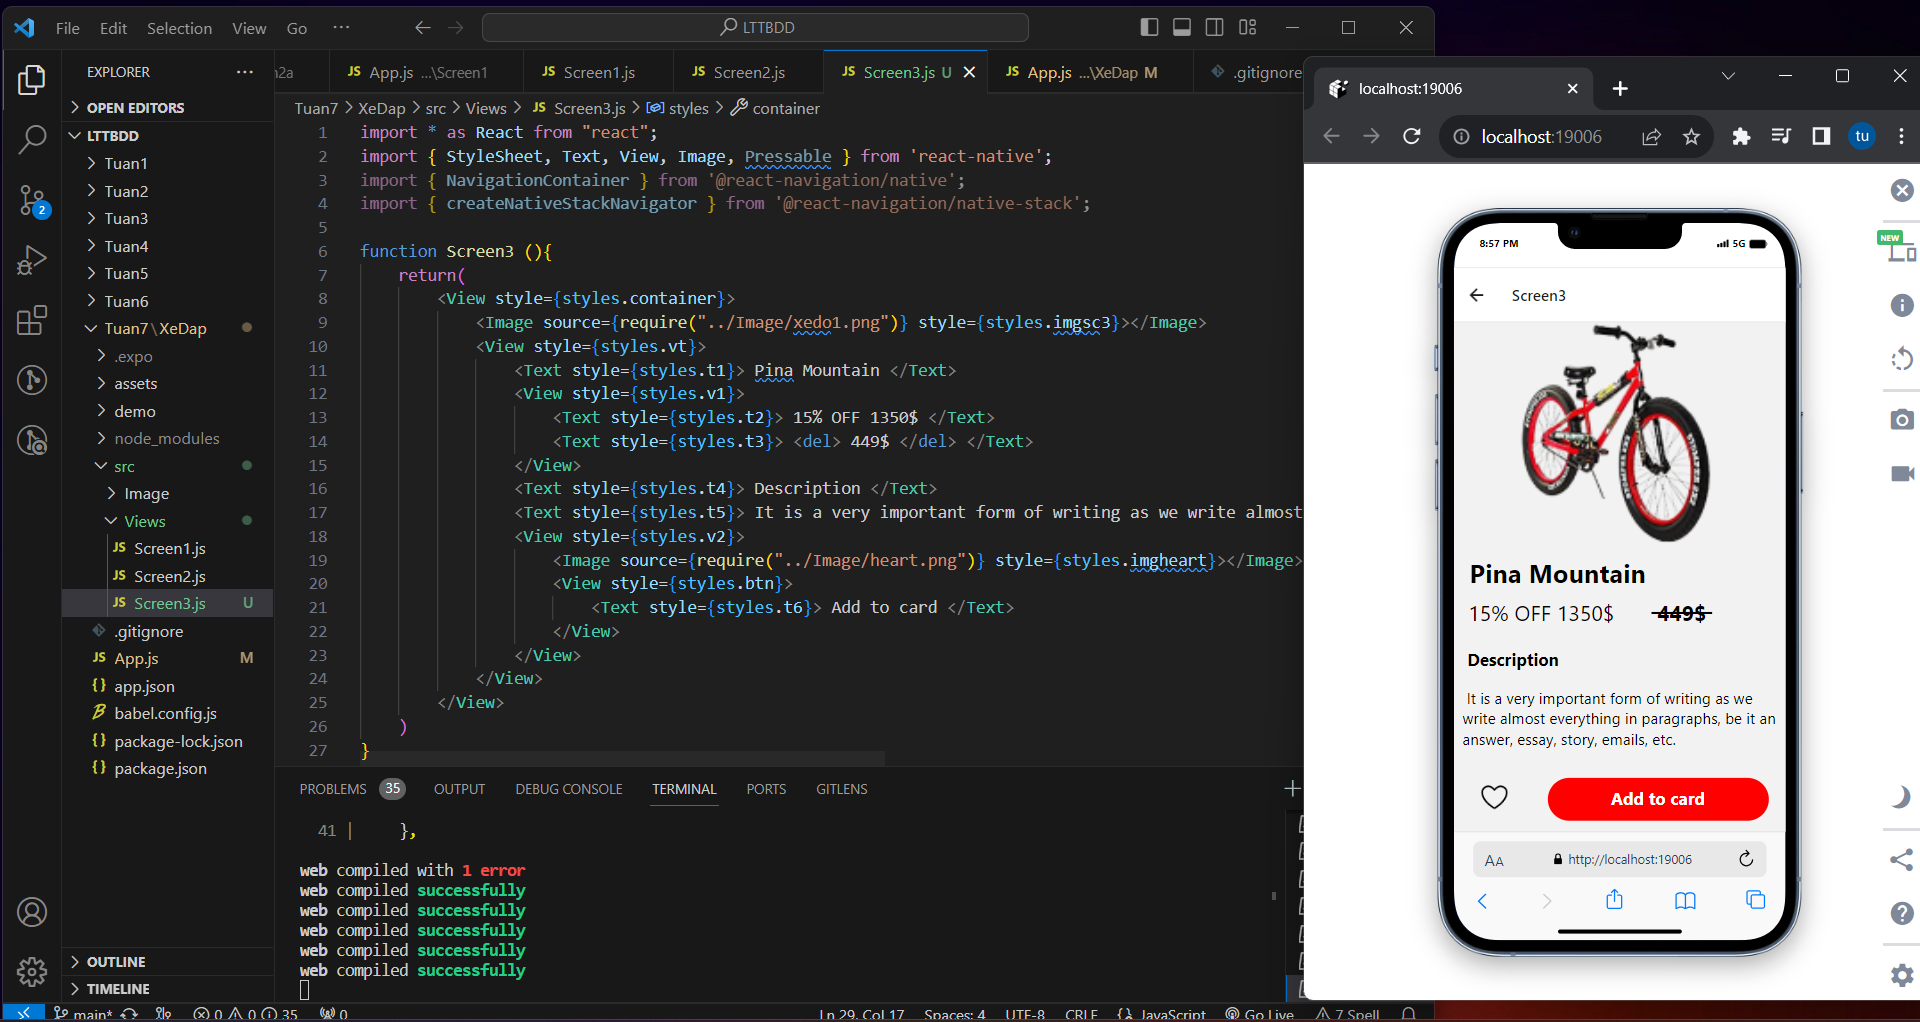 File Edit Selection View Go ···
LTTBDD
EXPLORER ···
OPEN EDITORS
LTTBDD
Tuan1
Tuan2
Tuan3
Tuan4
Tuan5
Tuan6
Tuan7\XeDap
.expo
assets
demo
node_modules
src
Image
Views
JS Screen1.js
JS Screen2.js
JS Screen3.js U
.gitignore
JS App.js M
{} app.json
babel.config.js
{} package-lock.json
{} package.json
OUTLINE
TIMELINE
2
JS App.js ...\Screen1
JS Screen1.js
JS Screen2.js
JS Screen3.js U
JS App.js ...\XeDap M
.gitignore
Tuan7 > XeDap > src > Views > JS Screen3.js > styles > container
1 import * as React from "react";
2 import { StyleSheet, Text, View, Image, Pressable } from 'react-native';
3 import { NavigationContainer } from '@react-navigation/native';
4 import { createNativeStackNavigator } from '@react-navigation/native-stack';
5
6 function Screen3 (){
7 return(
8 <View style={styles.container}>
9 <Image source={require("../Image/xedo1.png")} style={styles.imgsc3}></Image>
10 <View style={styles.vt}>
11 <Text style={styles.t1}> Pina Mountain </Text>
12 <View style={styles.v1}>
13 <Text style={styles.t2}> 15% OFF 1350$ </Text>
14 <Text style={styles.t3}> <del> 449$ </del> </Text>
15 </View>
16 <Text style={styles.t4}> Description </Text>
17 <Text style={styles.t5}> It is a very important form of writing as we write almost
18 <View style={styles.v2}>
19 <Image source={require("../Image/heart.png")} style={styles.imgheart}></Image>
20 <View style={styles.btn}>
21 <Text style={styles.t6}> Add to card </Text>
22 </View>
23 </View>
24 </View>
25 </View>
26 )
27 }
PROBLEMS 35 OUTPUT DEBUG CONSOLE TERMINAL PORTS GITLENS
41 | },
web compiled with 1 error
web compiled successfully
web compiled successfully
web compiled successfully
web compiled successfully
web compiled successfully
main* 0 0 35 0 Ln 29, Col 17 Spaces: 4 UTF-8 CRLF {} JavaScript Go Live 7 Spell
localhost:19006
localhost:19006
tu
NEW
8:57 PM 5G
Screen3
Pina Mountain
15% OFF 1350$ 449$
Description
It is a very important form of writing as we
write almost everything in paragraphs, be it an
answer, essay, story, emails, etc.
Add to card
AA http://localhost:19006